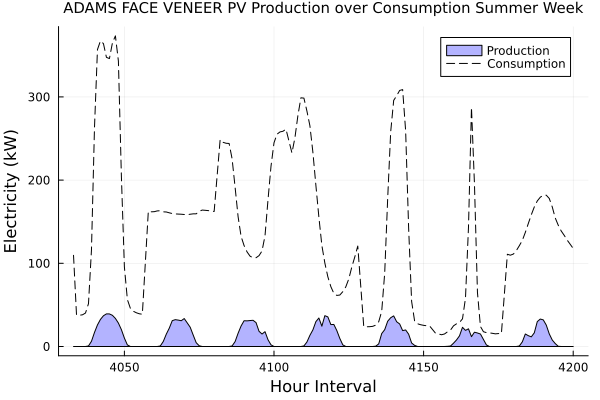 ADAMS FACE VENEER PV Production over Consumption Summer Week
Production
Consumption
Electricity (kW)
300
200
100
0
4050
4100
4150
4200
Hour Interval